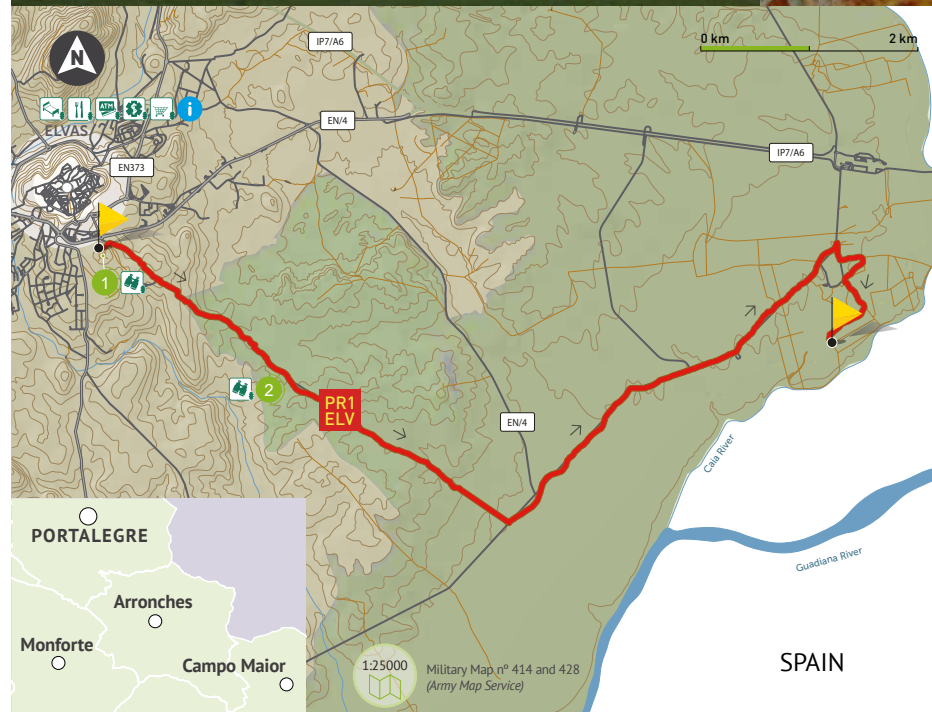 IP7/A6
0 km 2 km
N
ATM
i
ELVAS
EN/4
IP7/A6
EN373
1
2
PR1
ELV
EN/4
Caia River
Guadiana River
PORTALEGRE
Arronches
Monforte
Campo Maior
1:25000
Military Map nº 414 and 428
(Army Map Service)
SPAIN